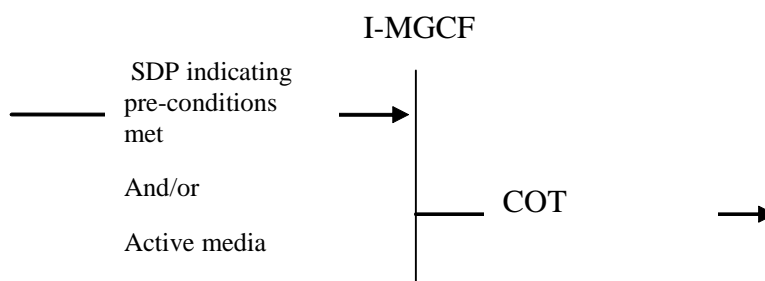 I-MGCF
SDP indicating
pre-conditions
met
And/or
Active media
COT